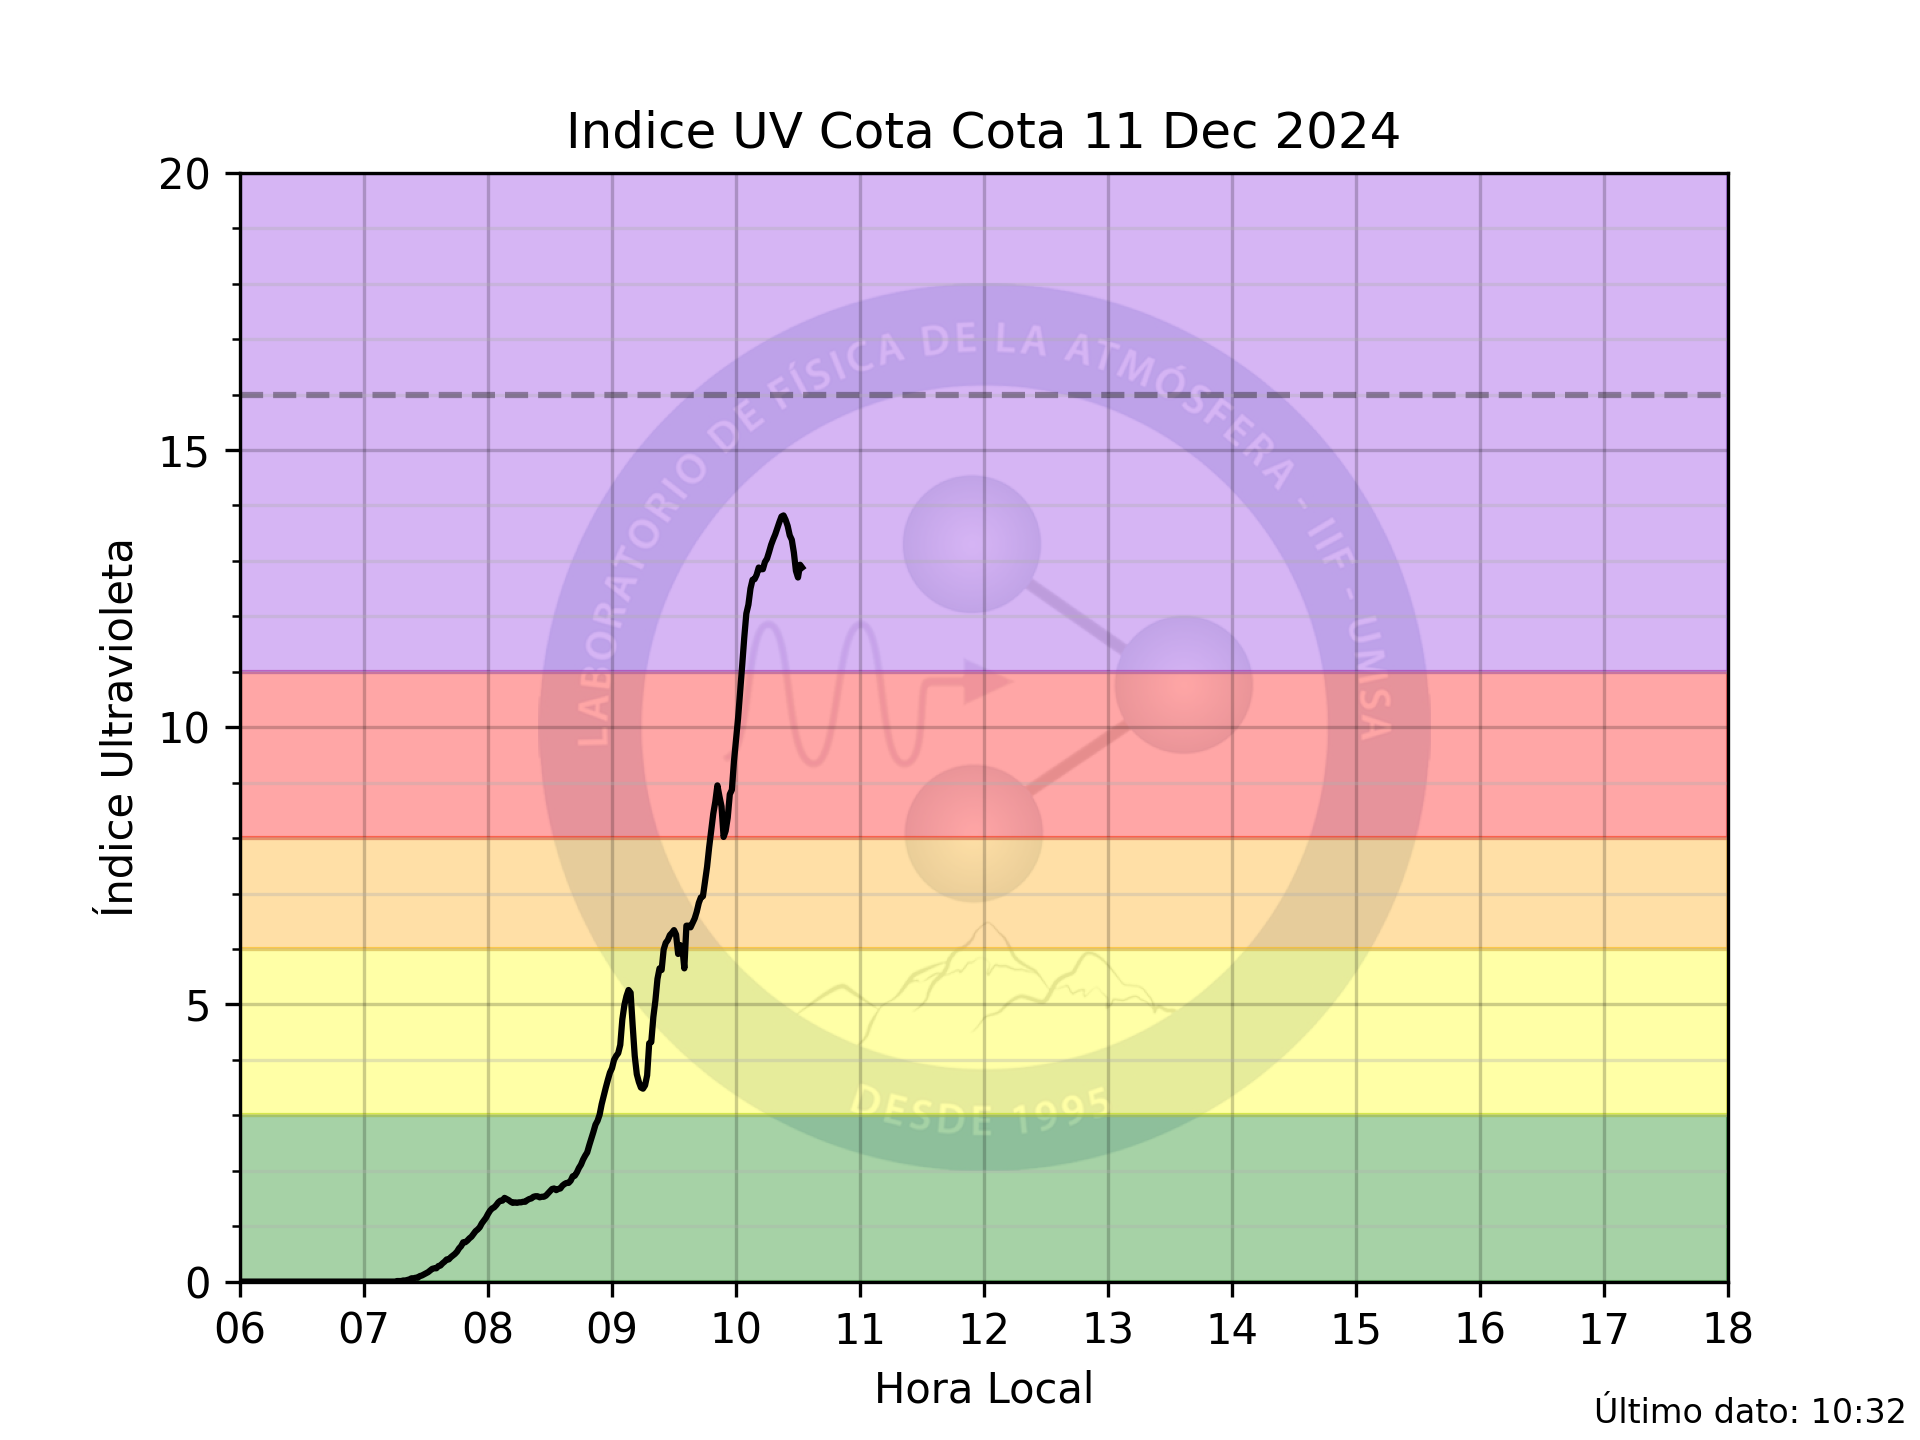 Indice UV Cota Cota 11 Dec 2024
20
15
10
5
0
Índice Ultravioleta
LABORATORIO DE FÍSICA DE LA ATMÓSFERA - IIF - UMSA
DESDE 1995
06 07 08 09 10 11 12 13 14 15 16 17 18
Hora Local
Último dato: 10:32